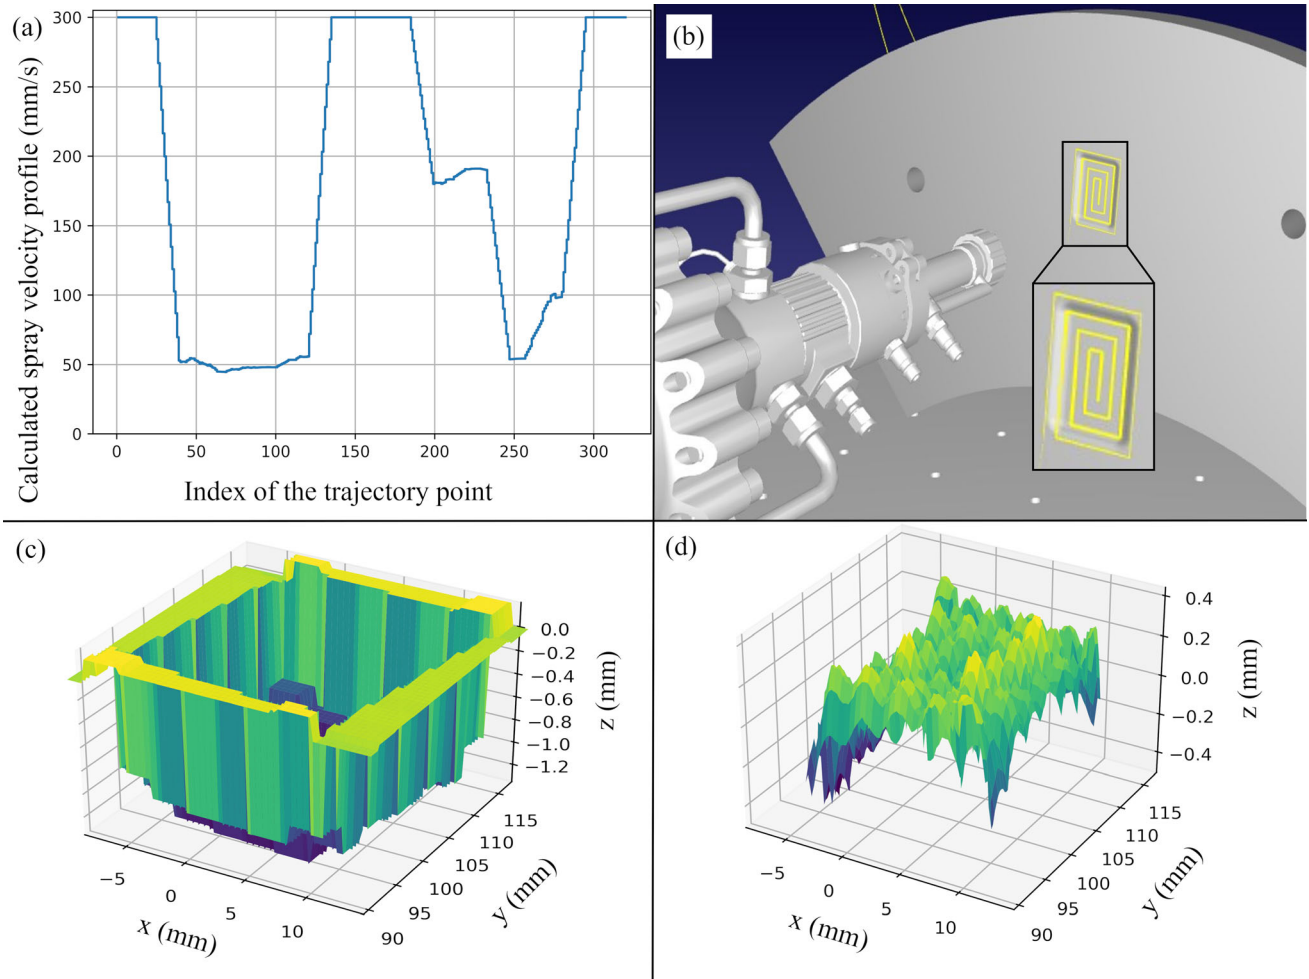 (a)
300
250
200
150
100
50
0
0 50 100 150 200 250 300
Calculated spray velocity profile (mm/s)
Index of the trajectory point
(b)
(c)
0.0
−0.2
−0.4
−0.6
−0.8
−1.0
−1.2
z (mm)
115
110
105
100
95
90
y (mm)
−5 0 5 10
x (mm)
(d)
0.4
0.2
0.0
−0.2
−0.4
z (mm)
115
110
105
100
95
90
y (mm)
−5 0 5 10
x (mm)